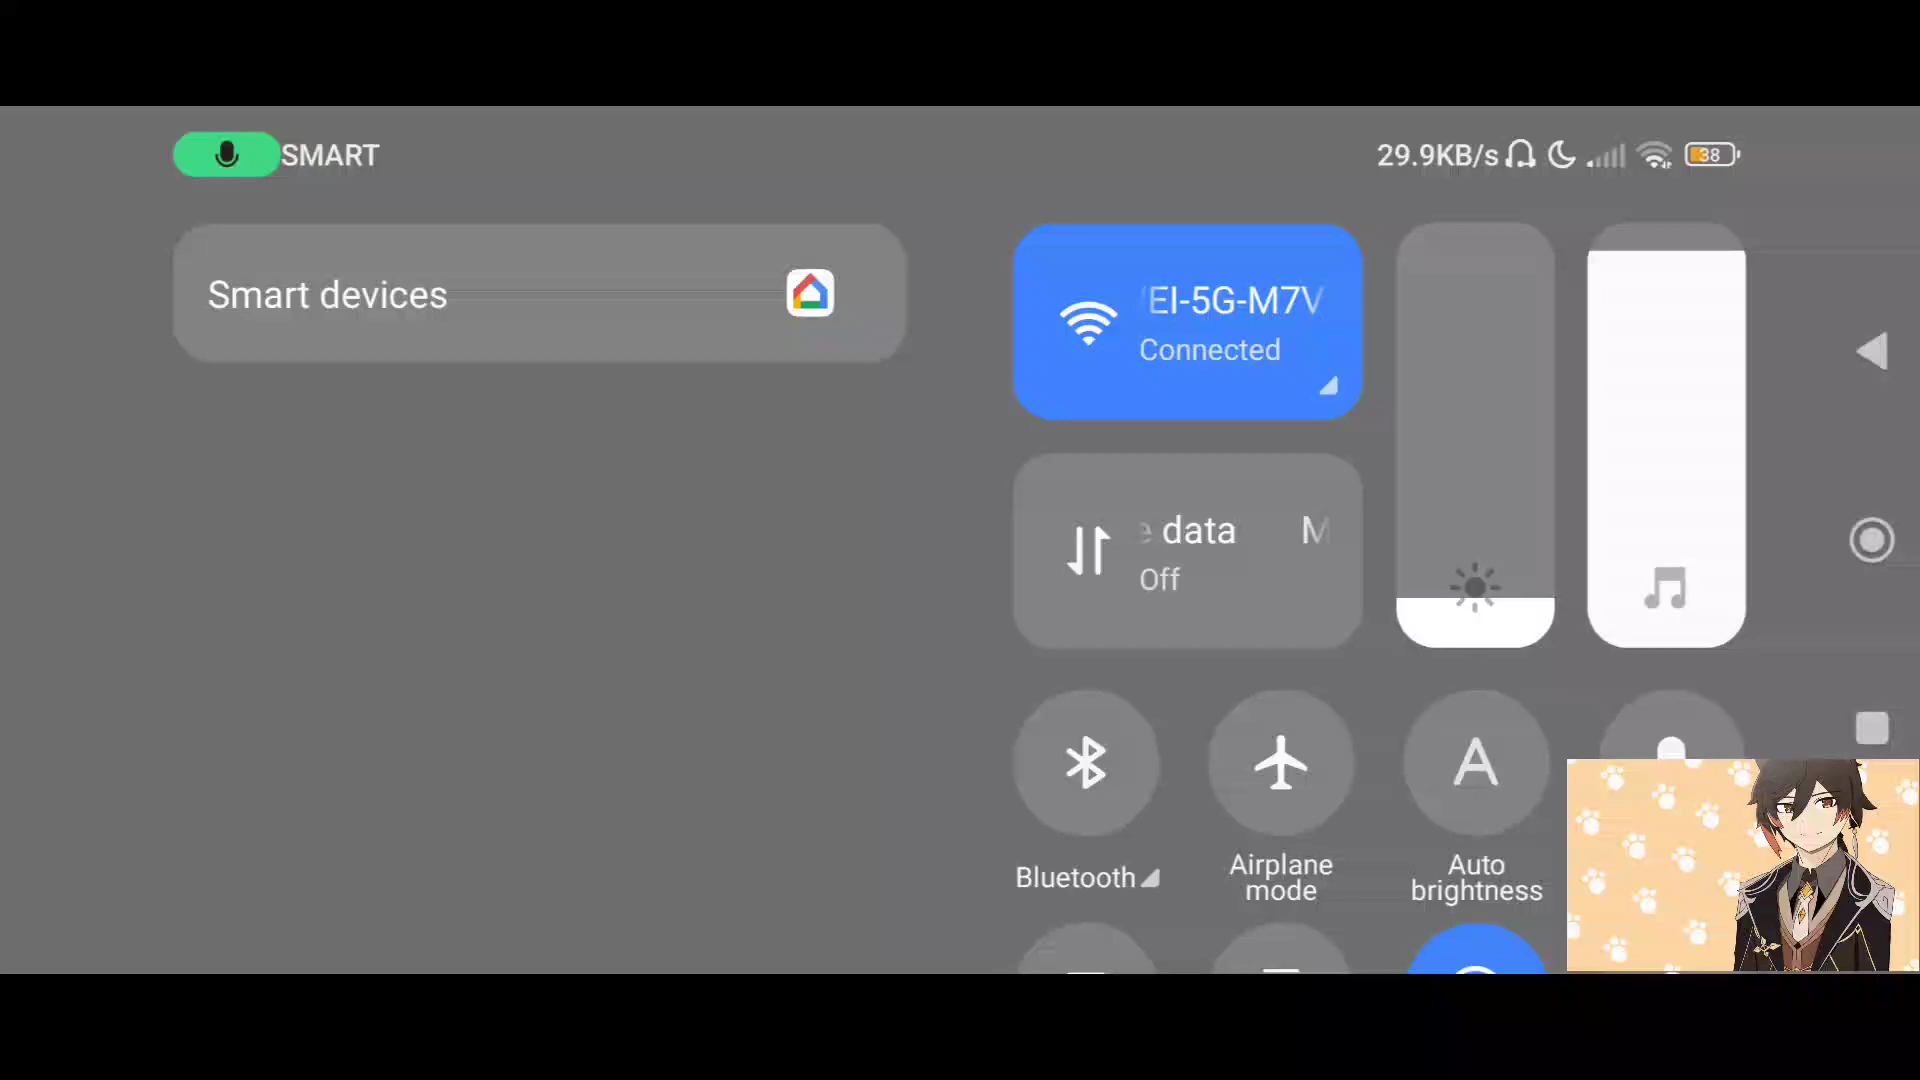 SMART
29.9KB/s
38
Smart devices
EI-5G-M7V
Connected
data M
Off
A
Bluetooth
Airplane
mode
Auto
brightness